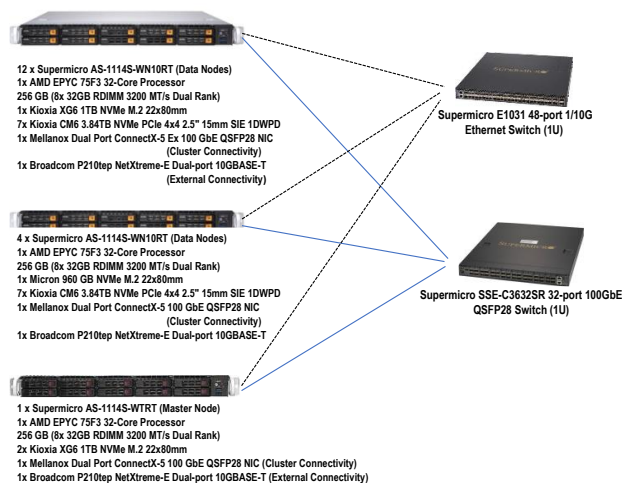 12 x Supermicro AS-1114S-WN10RT (Data Nodes)
1x AMD EPYC 75F3 32-Core Processor
256 GB (8x 32GB RDIMM 3200 MT/s Dual Rank)
1x Kioxia XG6 1TB NVMe M.2 22x80mm
7x Kioxia CM6 3.84TB NVMe PCIe 4x4 2.5" 15mm SIE 1DWPD
1x Mellanox Dual Port ConnectX-5 Ex 100 GbE QSFP28 NIC
(Cluster Connectivity)
1x Broadcom P210tep NetXtreme-E Dual-port 10GBASE-T
(External Connectivity)
Supermicro E1031 48-port 1/10G
Ethernet Switch (1U)
4 x Supermicro AS-1114S-WN10RT (Data Nodes)
1x AMD EPYC 75F3 32-Core Processor
256 GB (8x 32GB RDIMM 3200 MT/s Dual Rank)
1x Micron 960 GB NVMe M.2 22x80mm
7x Kioxia CM6 3.84TB NVMe PCIe 4x4 2.5" 15mm SIE 1DWPD
1x Mellanox Dual Port ConnectX-5 100 GbE QSFP28 NIC
(Cluster Connectivity)
1x Broadcom P210tep NetXtreme-E Dual-port 10GBASE-T
Supermicro SSE-C3632SR 32-port 100GbE
QSFP28 Switch (1U)
1 x Supermicro AS-1114S-WTRT (Master Node)
1x AMD EPYC 75F3 32-Core Processor
256 GB (8x 32GB RDIMM 3200 MT/s Dual Rank)
2x Kioxia XG6 1TB NVMe M.2 22x80mm
1x Mellanox Dual Port ConnectX-5 100 GbE QSFP28 NIC (Cluster Connectivity)
1x Broadcom P210tep NetXtreme-E Dual-port 10GBASE-T (External Connectivity)